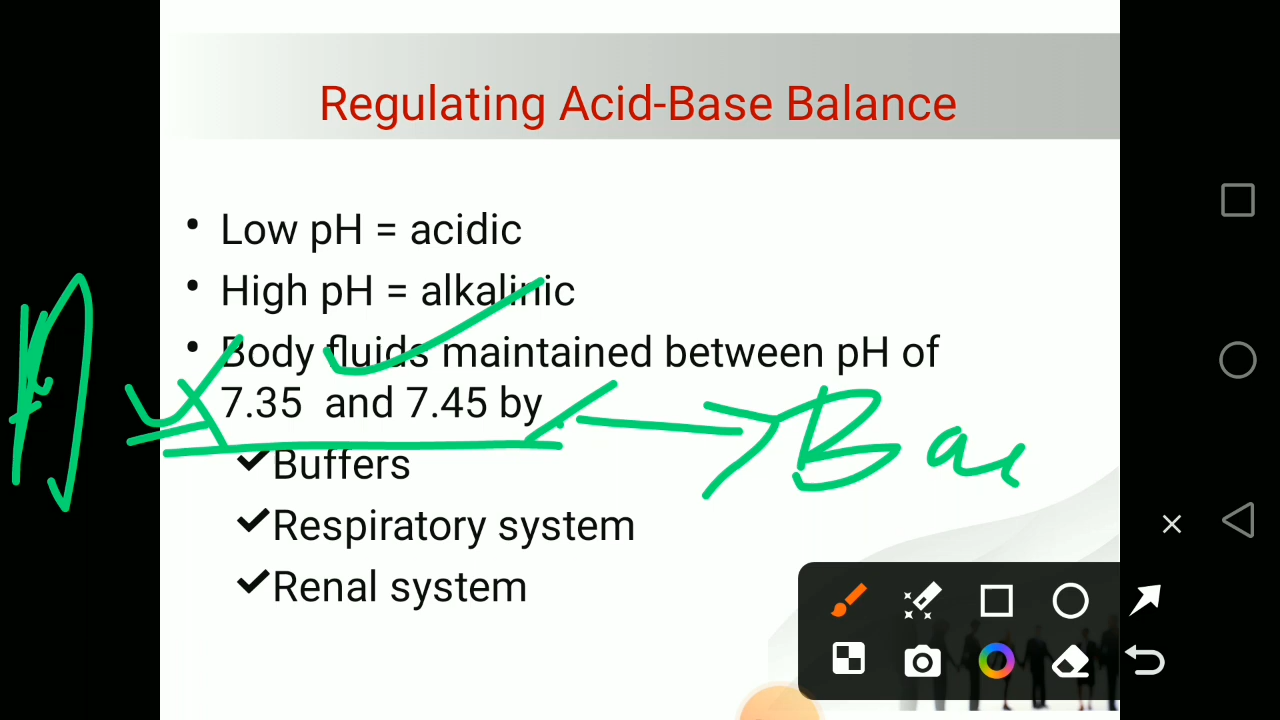 Regulating Acid-Base Balance
• Low pH = acidic
• High pH = alkalinic
• Body fluids maintained between pH of
7.35 and 7.45 by
✔Buffers
✔Respiratory system
✔Renal system